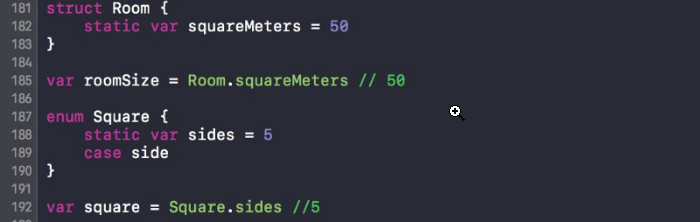 181 struct Room {
182     static var squareMeters = 50
183 }
184
185 var roomSize = Room.squareMeters // 50
186
187 enum Square {
188     static var sides = 5
189     case side
190 }
191
192 var square = Square.sides //5